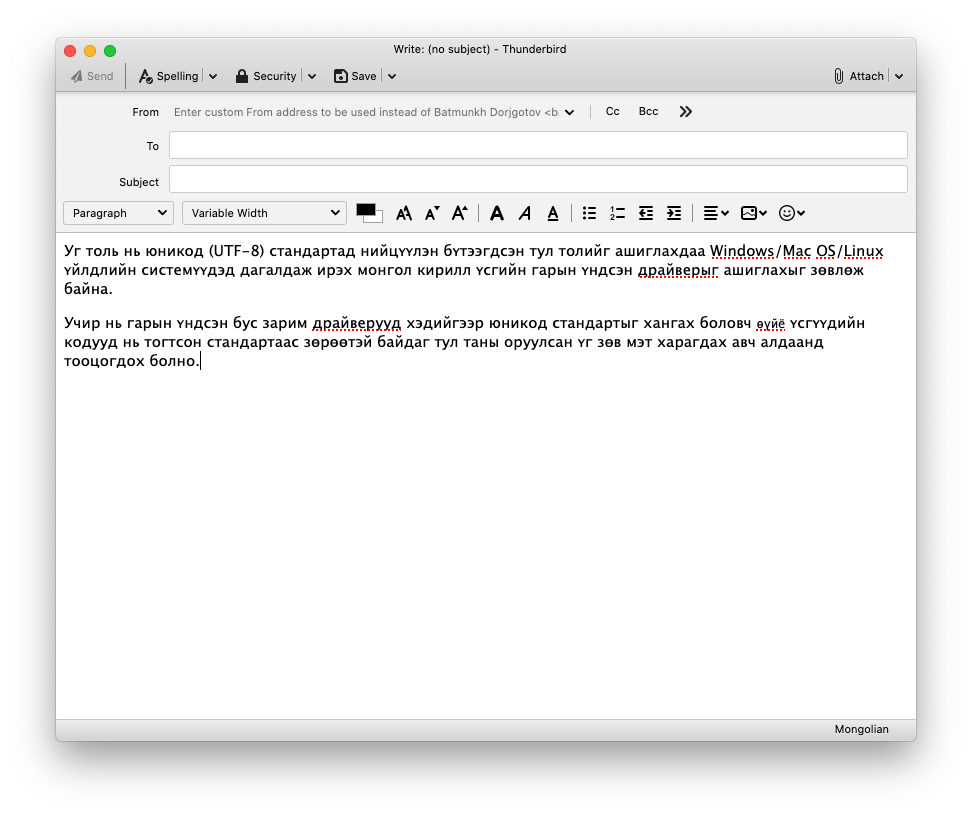 Write: (no subject) - Thunderbird
Send Spelling Security Save Attach
From Enter custom From address to be used instead of Batmunkh Dorjgotov <b Cc Bcc
To
Subject
Paragraph Variable Width
Уг толь нь юникод (UTF-8) стандартад нийцүүлэн бүтээгдсэн тул толийг ашиглахдаа Windows/Mac OS/Linux
үйлдлийн системүүдэд дагалдаж ирэх монгол кирилл үсгийн гарын үндсэн драйверыг ашиглахыг зөвлөж
байна.
Учир нь гарын үндсэн бус зарим драйверууд хэдийгээр юникод стандартыг хангах боловч өүйё үсгүүдийн
кодууд нь тогтсон стандартаас зөрөөтэй байдаг тул таны оруулсан үг зөв мэт харагдах авч алдаанд
тооцогдох болно.
Mongolian